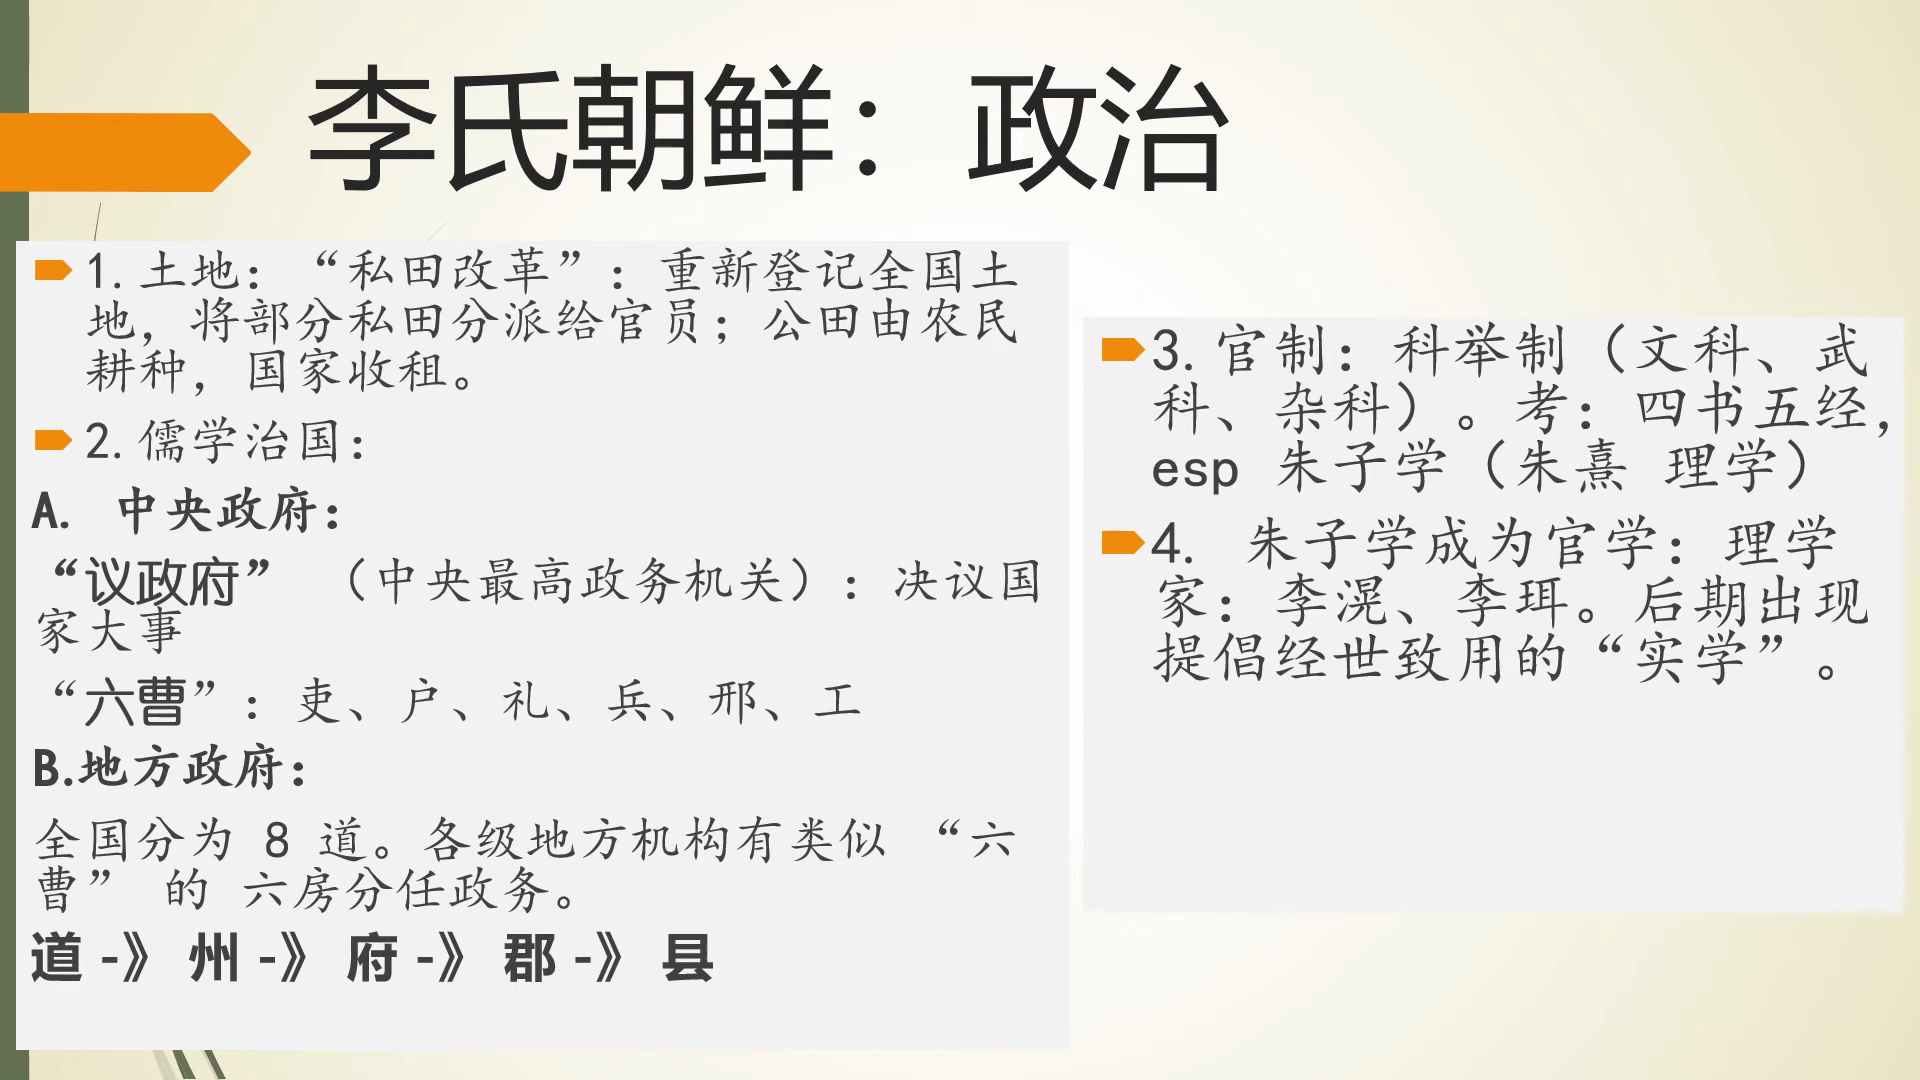 李氏朝鲜：政治
1.土地：“私田改革”：重新登记全国土
地，将部分私田分派给官员；公田由农民
耕种，国家收租。
2.儒学治国：
A. 中央政府：
“议政府” （中央最高政务机关）：决议国
家大事
“六曹”：吏、户、礼、兵、邢、工
B.地方政府：
全国分为 8 道。各级地方机构有类似 “六
曹” 的 六房分任政务。
道 -》 州 -》 府 -》 郡 -》 县
3.官制：科举制（文科、武
科、杂科）。考：四书五经，
esp 朱子学（朱熹 理学）
4. 朱子学成为官学：理学
家：李滉、李珥。后期出现
提倡经世致用的“实学”。